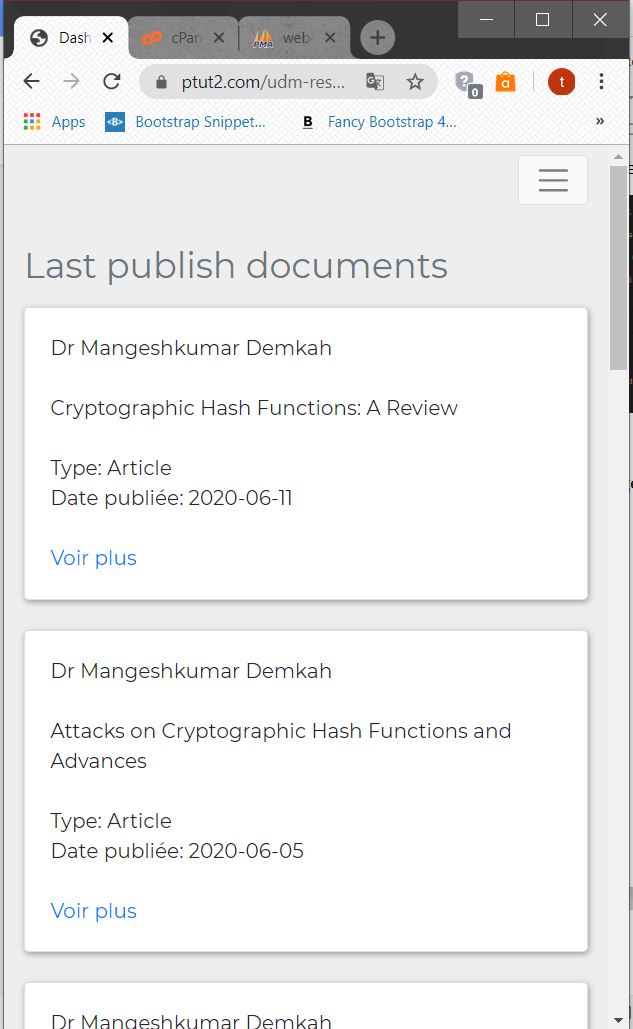 Dash
cPan
web
ptut2.com/udm-res...
0
a
t
Apps
<B>
Bootstrap Snippet...
B
Fancy Bootstrap 4...
»
Last publish documents
Dr Mangeshkumar Demkah
Cryptographic Hash Functions: A Review
Type: Article
Date publiée: 2020-06-11
Voir plus
Dr Mangeshkumar Demkah
Attacks on Cryptographic Hash Functions and
Advances
Type: Article
Date publiée: 2020-06-05
Voir plus
Dr Mangeshkumar Demkah